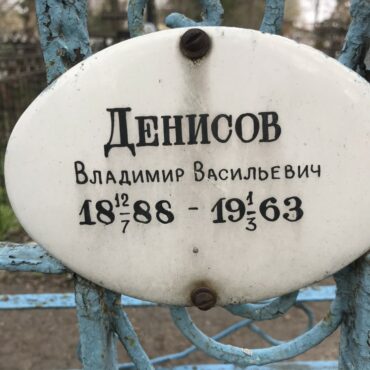 Денисов
Владимир Васильевич
18 12/7 88 - 19 1/3 63